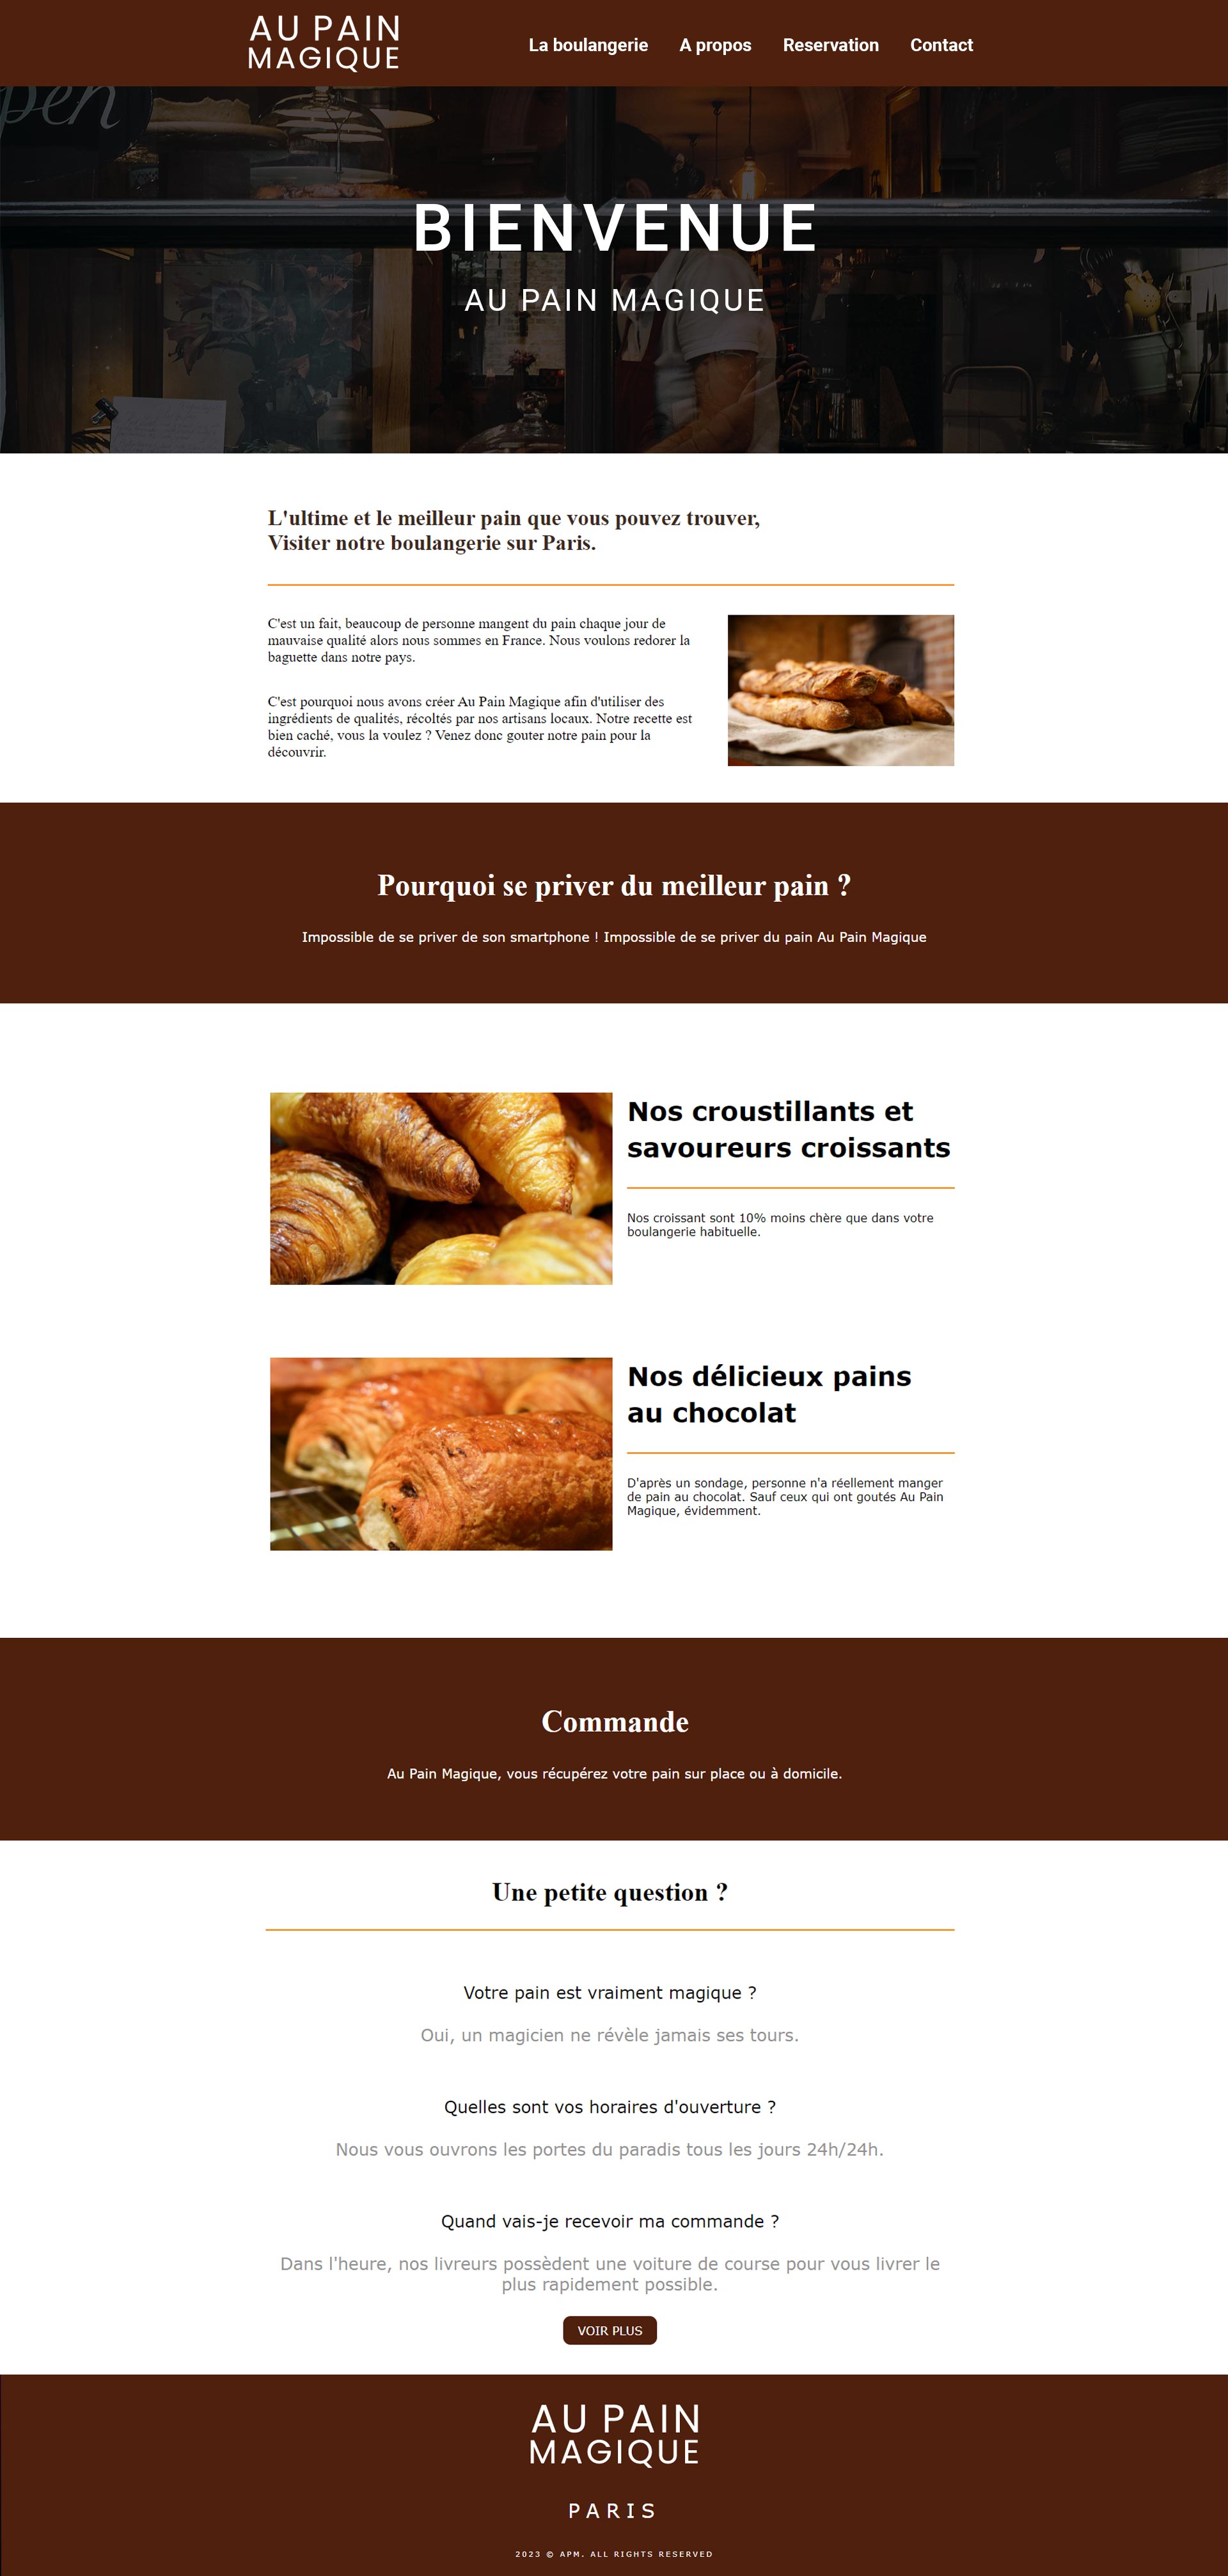 AU PAIN
MAGIQUE
La boulangerie
A propos
Reservation
Contact
pen
BIENVENUE
AU PAIN MAGIQUE
L'ultime et le meilleur pain que vous pouvez trouver,
Visiter notre boulangerie sur Paris.
C'est un fait, beaucoup de personne mangent du pain chaque jour de
mauvaise qualité alors nous sommes en France. Nous voulons redorer la
baguette dans notre pays.
C'est pourquoi nous avons créer Au Pain Magique afin d'utiliser des
ingrédients de qualités, récoltés par nos artisans locaux. Notre recette est
bien caché, vous la voulez ? Venez donc gouter notre pain pour la
découvrir.
Pourquoi se priver du meilleur pain ?
Impossible de se priver de son smartphone ! Impossible de se priver du pain Au Pain Magique
Nos croustillants et
savoureurs croissants
Nos croissant sont 10% moins chère que dans votre
boulangerie habituelle.
Nos délicieux pains
au chocolat
D'après un sondage, personne n'a réellement manger
de pain au chocolat. Sauf ceux qui ont goutés Au Pain
Magique, évidemment.
Commande
Au Pain Magique, vous récupérez votre pain sur place ou à domicile.
Une petite question ?
Votre pain est vraiment magique ?
Oui, un magicien ne révèle jamais ses tours.
Quelles sont vos horaires d'ouverture ?
Nous vous ouvrons les portes du paradis tous les jours 24h/24h.
Quand vais-je recevoir ma commande ?
Dans l'heure, nos livreurs possèdent une voiture de course pour vous livrer le
plus rapidement possible.
VOIR PLUS
AU PAIN
MAGIQUE
PARIS
2023 © APM. ALL RIGHTS RESERVED